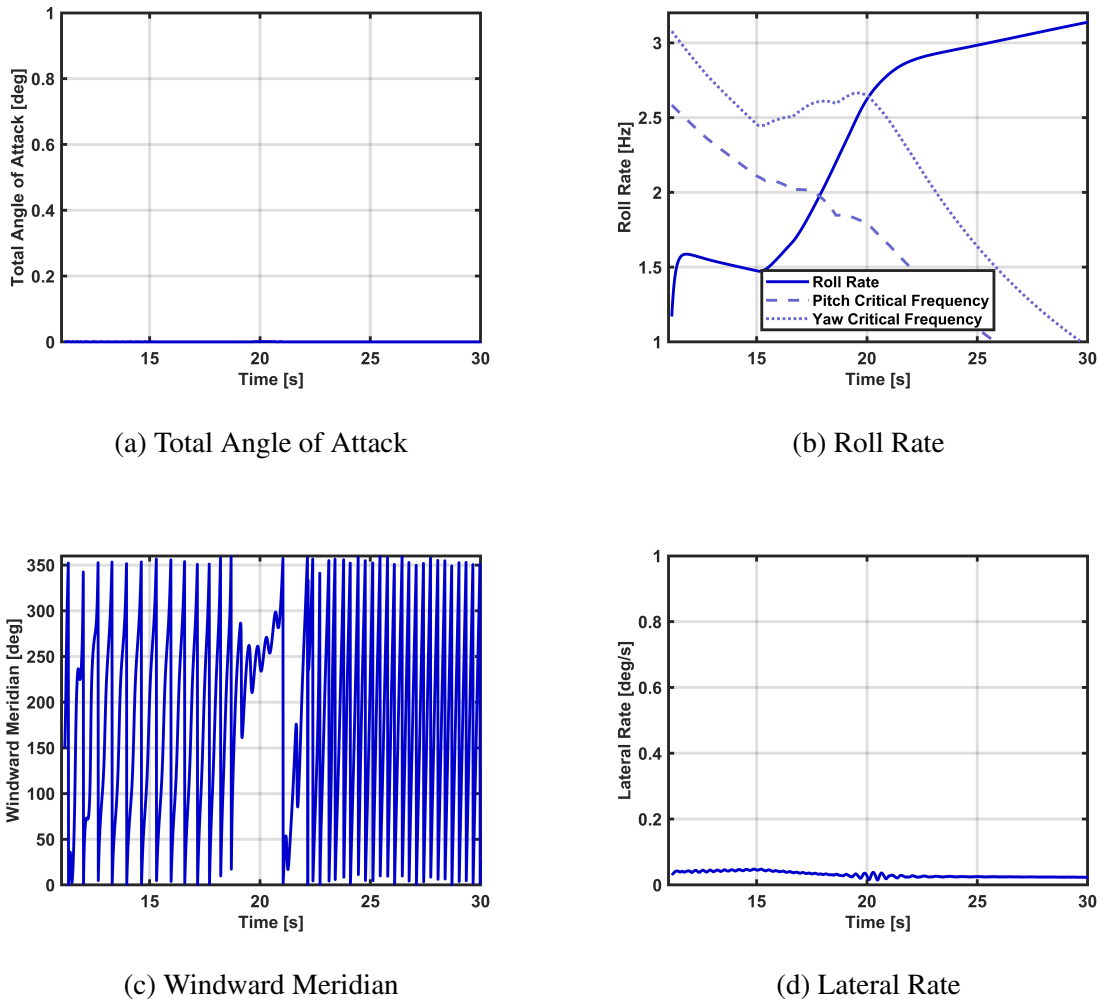 1
0.8
0.6
0.4
0.2
0
15
20
25
30
Total Angle of Attack [deg]
Time [s]
(a) Total Angle of Attack
3
2.5
2
1.5
1
15
20
25
30
Roll Rate [Hz]
Time [s]
Roll Rate
Pitch Critical Frequency
Yaw Critical Frequency
(b) Roll Rate
350
300
250
200
150
100
50
0
15
20
25
30
Windward Meridian [deg]
Time [s]
(c) Windward Meridian
1
0.8
0.6
0.4
0.2
0
15
20
25
30
Lateral Rate [deg/s]
Time [s]
(d) Lateral Rate